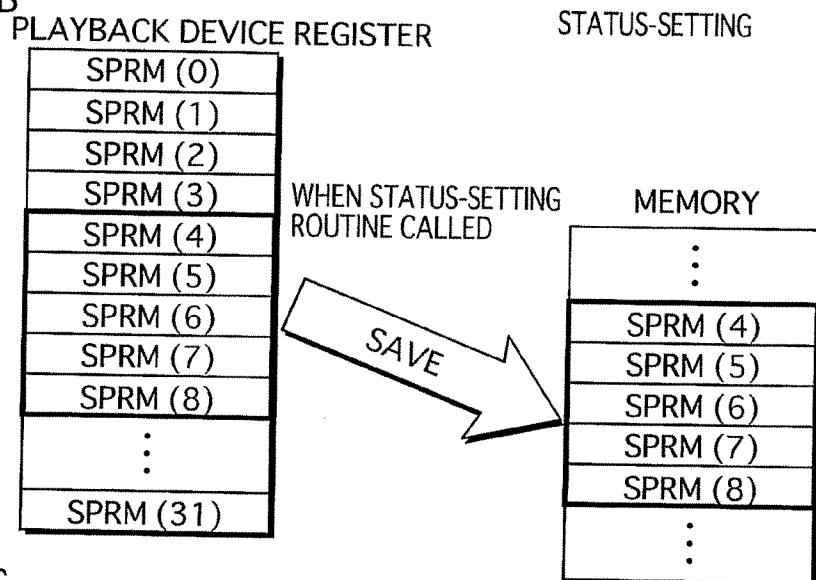 B
PLAYBACK DEVICE REGISTER
SPRM (0)
SPRM (1)
SPRM (2)
SPRM (3)
SPRM (4)
SPRM (5)
SPRM (6)
SPRM (7)
SPRM (8)
⋮
SPRM (31)
WHEN STATUS-SETTING
ROUTINE CALLED
SAVE
STATUS-SETTING
MEMORY
⋮
SPRM (4)
SPRM (5)
SPRM (6)
SPRM (7)
SPRM (8)
⋮